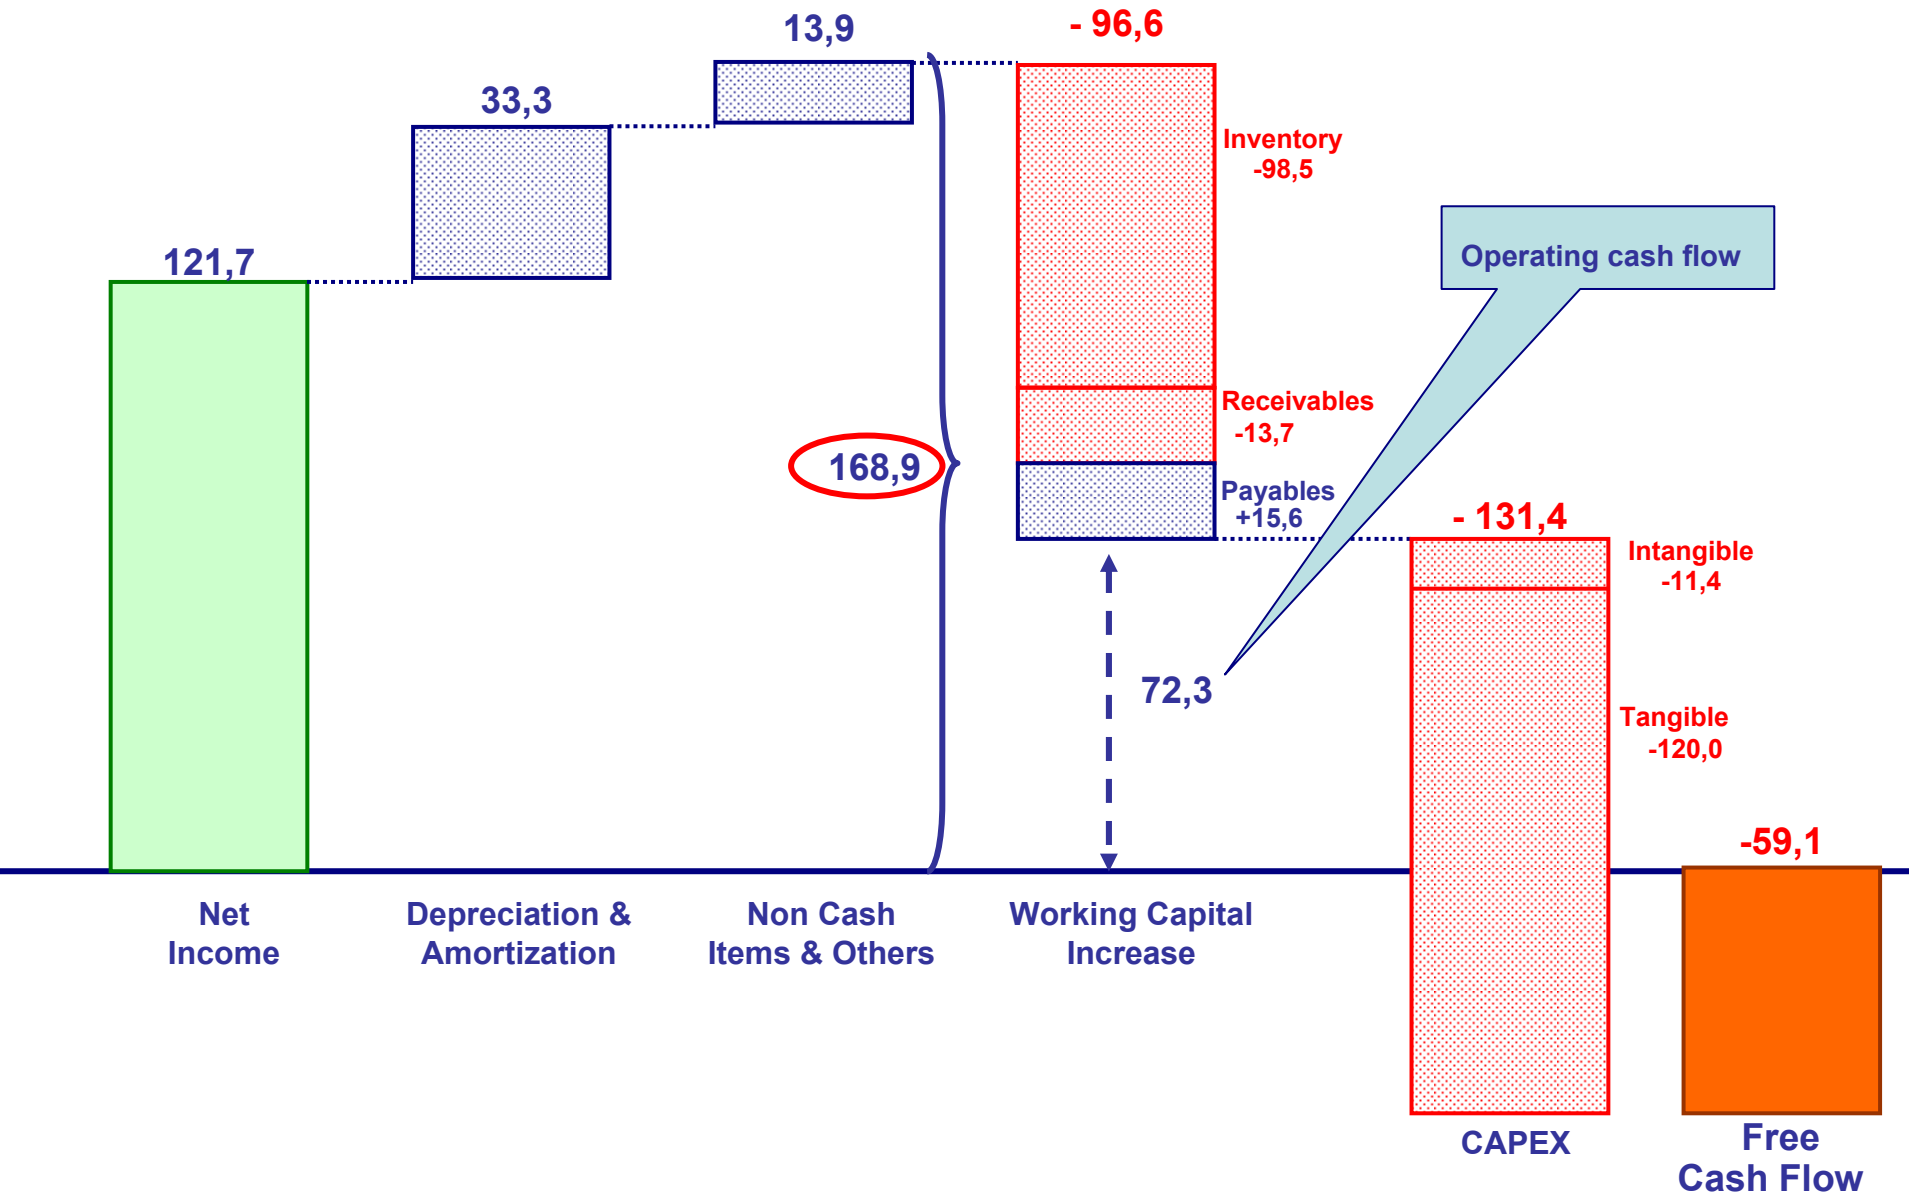 13,9
- 96,6
33,3
Inventory
-98,5
121,7
Operating cash flow
Receivables
-13,7
168,9
Payables
+15,6
- 131,4
Intangible
-11,4
72,3
Tangible
-120,0
-59,1
Net
Income
Depreciation &
Amortization
Non Cash
Items & Others
Working Capital
Increase
CAPEX
Free
Cash Flow